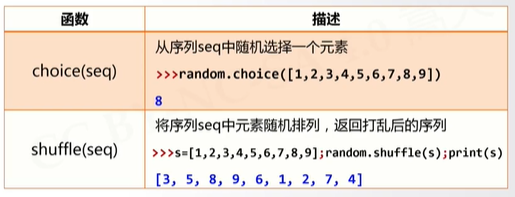 函数 描述
choice(seq) 从序列seq中随机选择一个元素
>>>random.choice([1,2,3,4,5,6,7,8,9])
8
shuffle(seq) 将序列seq中元素随机排列，返回打乱后的序列
>>>s=[1,2,3,4,5,6,7,8,9];random.shuffle(s);print(s)
[3, 5, 8, 9, 6, 1, 2, 7, 4]